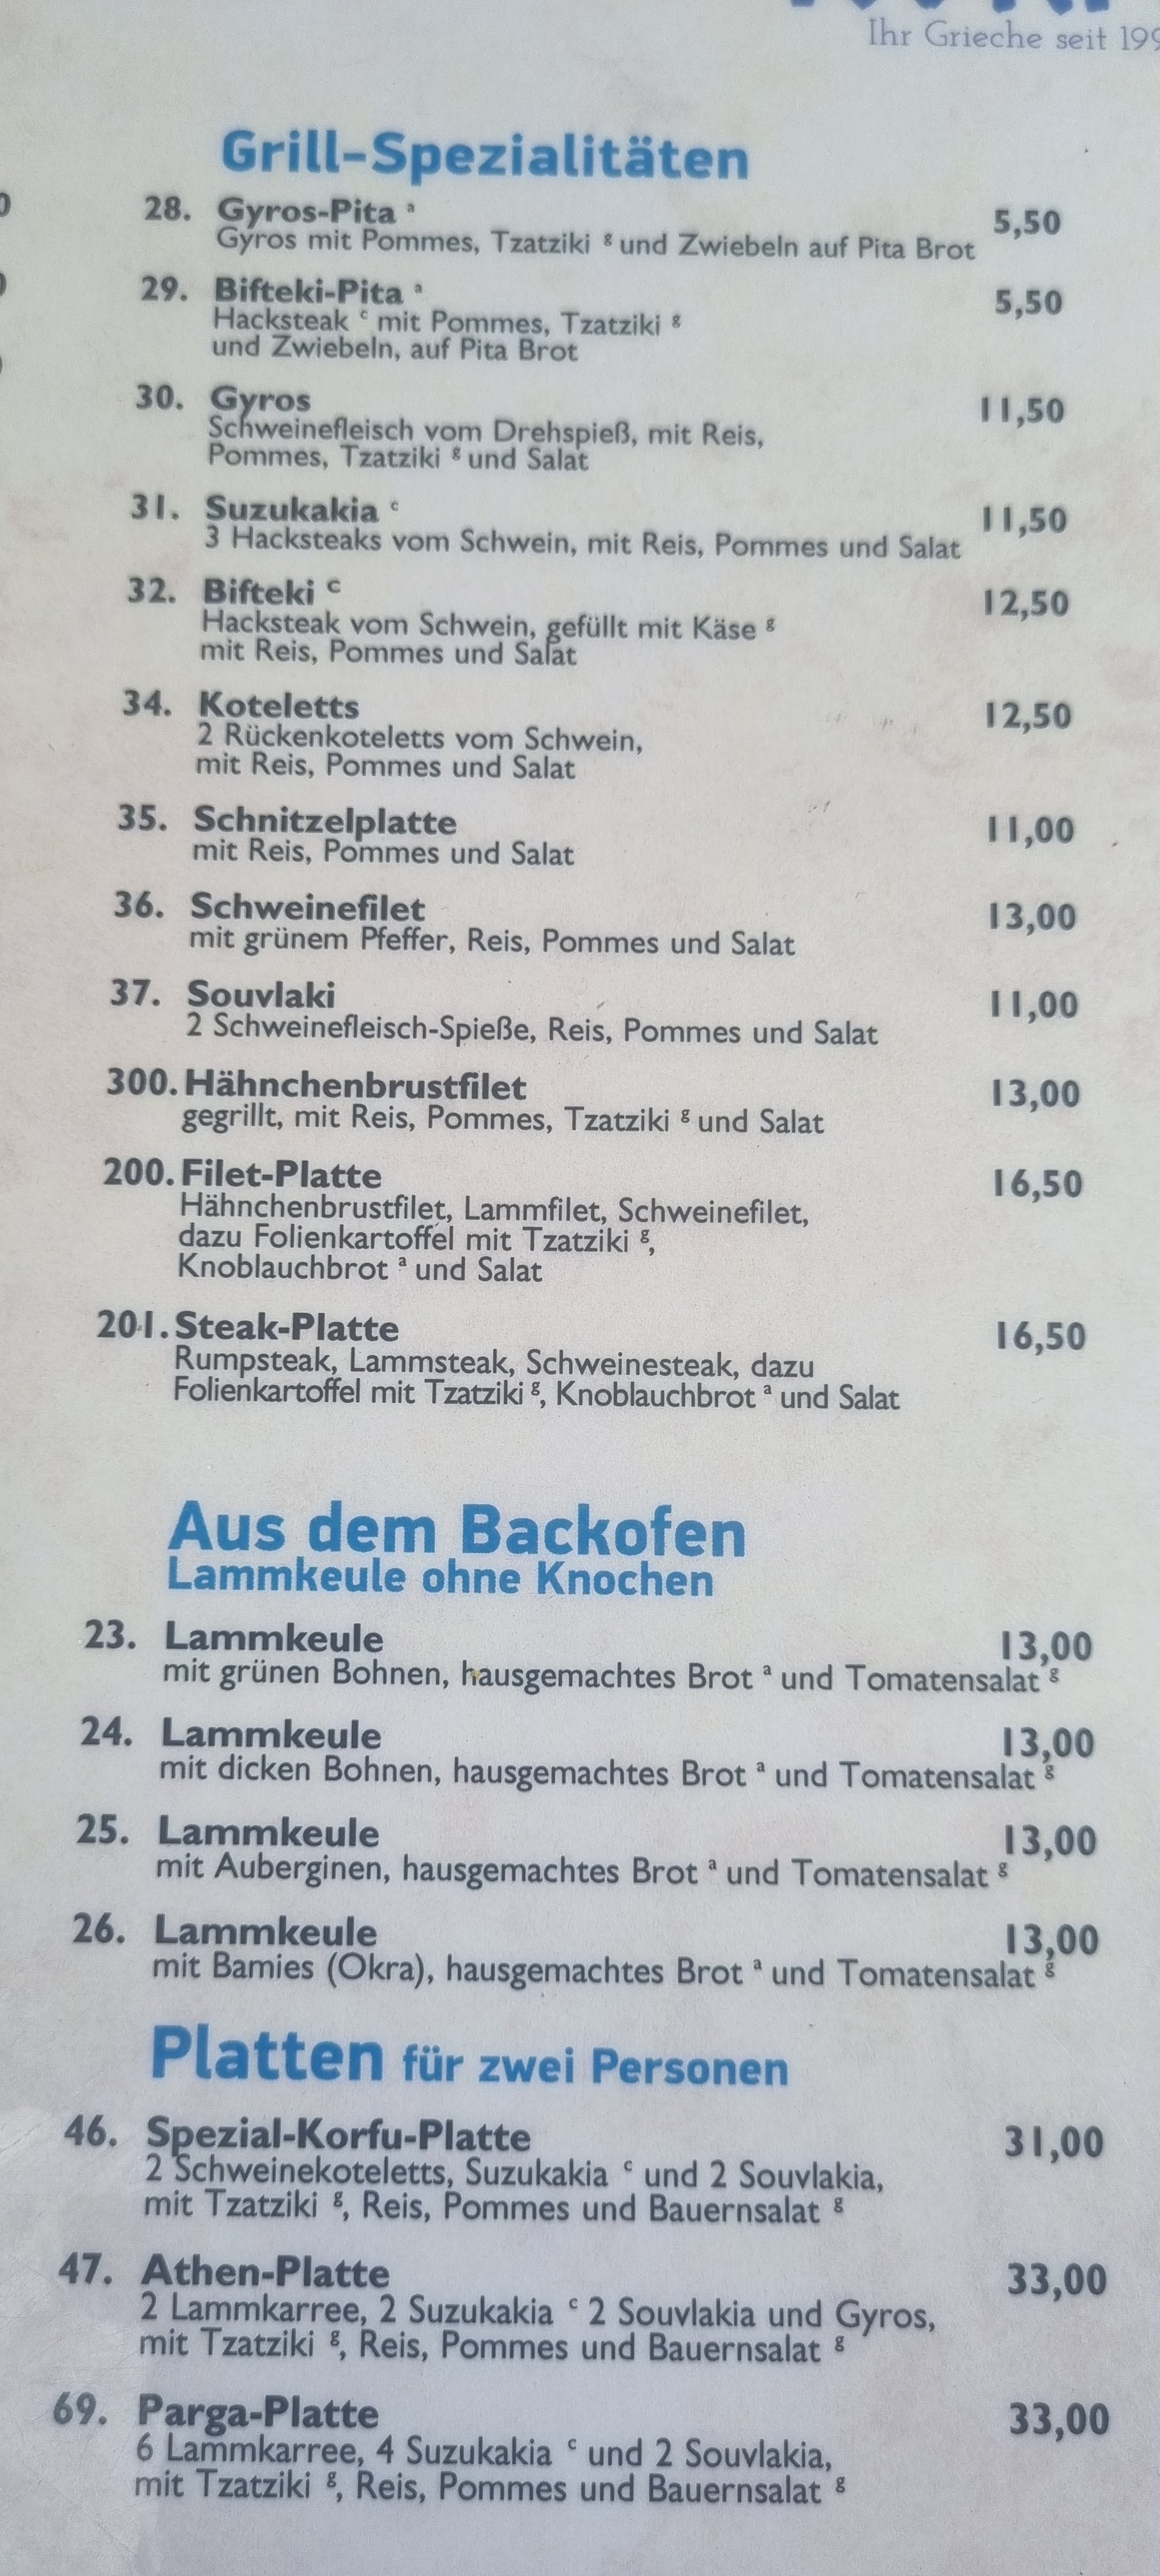 Ihr Grieche seit 199
Grill-Spezialitäten
28. Gyros-Pita ª 5,50
Gyros mit Pommes, Tzatziki ᵍ und Zwiebeln auf Pita Brot
29. Bifteki-Pita ª 5,50
Hacksteak ᶜ mit Pommes, Tzatziki ᵍ
und Zwiebeln, auf Pita Brot
30. Gyros 11,50
Schweinefleisch vom Drehspieß, mit Reis,
Pommes, Tzatziki ᵍ und Salat
31. Suzukakia ᶜ 11,50
3 Hacksteaks vom Schwein, mit Reis, Pommes und Salat
32. Bifteki ᶜ 12,50
Hacksteak vom Schwein, gefüllt mit Käse ᵍ
mit Reis, Pommes und Salat
34. Koteletts 12,50
2 Rückenkoteletts vom Schwein,
mit Reis, Pommes und Salat
35. Schnitzelplatte 11,00
mit Reis, Pommes und Salat
36. Schweinefilet 13,00
mit grünem Pfeffer, Reis, Pommes und Salat
37. Souvlaki 11,00
2 Schweinefleisch-Spieße, Reis, Pommes und Salat
300. Hähnchenbrustfilet 13,00
gegrillt, mit Reis, Pommes, Tzatziki ᵍ und Salat
200. Filet-Platte 16,50
Hähnchenbrustfilet, Lammfilet, Schweinefilet,
dazu Folienkartoffel mit Tzatziki ᵍ,
Knoblauchbrot ª und Salat
201. Steak-Platte 16,50
Rumpsteak, Lammsteak, Schweinesteak, dazu
Folienkartoffel mit Tzatziki ᵍ, Knoblauchbrot ª und Salat
Aus dem Backofen
Lammkeule ohne Knochen
23. Lammkeule 13,00
mit grünen Bohnen, hausgemachtes Brot ª und Tomatensalat ᵍ
24. Lammkeule 13,00
mit dicken Bohnen, hausgemachtes Brot ª und Tomatensalat ᵍ
25. Lammkeule 13,00
mit Auberginen, hausgemachtes Brot ª und Tomatensalat ᵍ
26. Lammkeule 13,00
mit Bamies (Okra), hausgemachtes Brot ª und Tomatensalat ᵍ
Platten für zwei Personen
46. Spezial-Korfu-Platte 31,00
2 Schweinekoteletts, Suzukakia ᶜ und 2 Souvlakia,
mit Tzatziki ᵍ, Reis, Pommes und Bauernsalat ᵍ
47. Athen-Platte 33,00
2 Lammkarree, 2 Suzukakia ᶜ 2 Souvlakia und Gyros,
mit Tzatziki ᵍ, Reis, Pommes und Bauernsalat ᵍ
69. Parga-Platte 33,00
6 Lammkarree, 4 Suzukakia ᶜ und 2 Souvlakia,
mit Tzatziki ᵍ, Reis, Pommes und Bauernsalat ᵍ